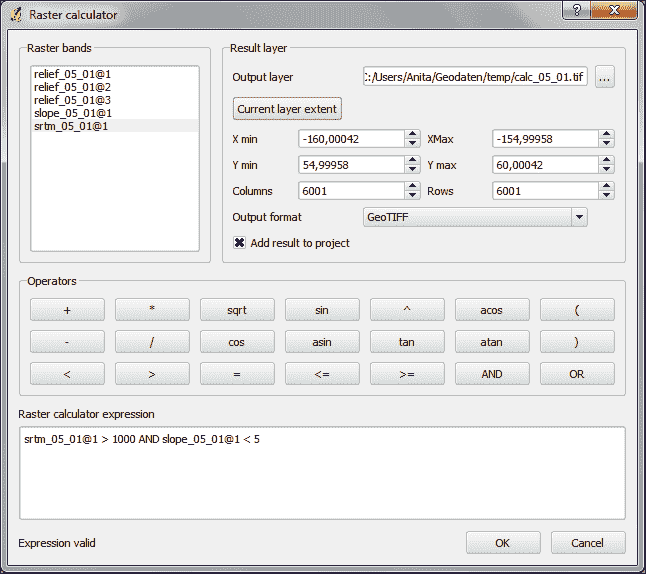 Raster calculator
?
Raster bands
relief_05_01@1
relief_05_01@2
relief_05_01@3
slope_05_01@1
srtm_05_01@1
Result layer
Output layer
:/Users/Anita/Geodaten/temp/calc_05_01.tif
...
Current layer extent
X min -160,00042 XMax -154,99958
Y min 54,99958 Y max 60,00042
Columns 6001 Rows 6001
Output format GeoTIFF
Add result to project
Operators
+ * sqrt sin ^ acos (
- / cos asin tan atan )
< > = <= >= AND OR
Raster calculator expression
srtm_05_01@1 > 1000 AND slope_05_01@1 < 5
Expression valid
OK Cancel